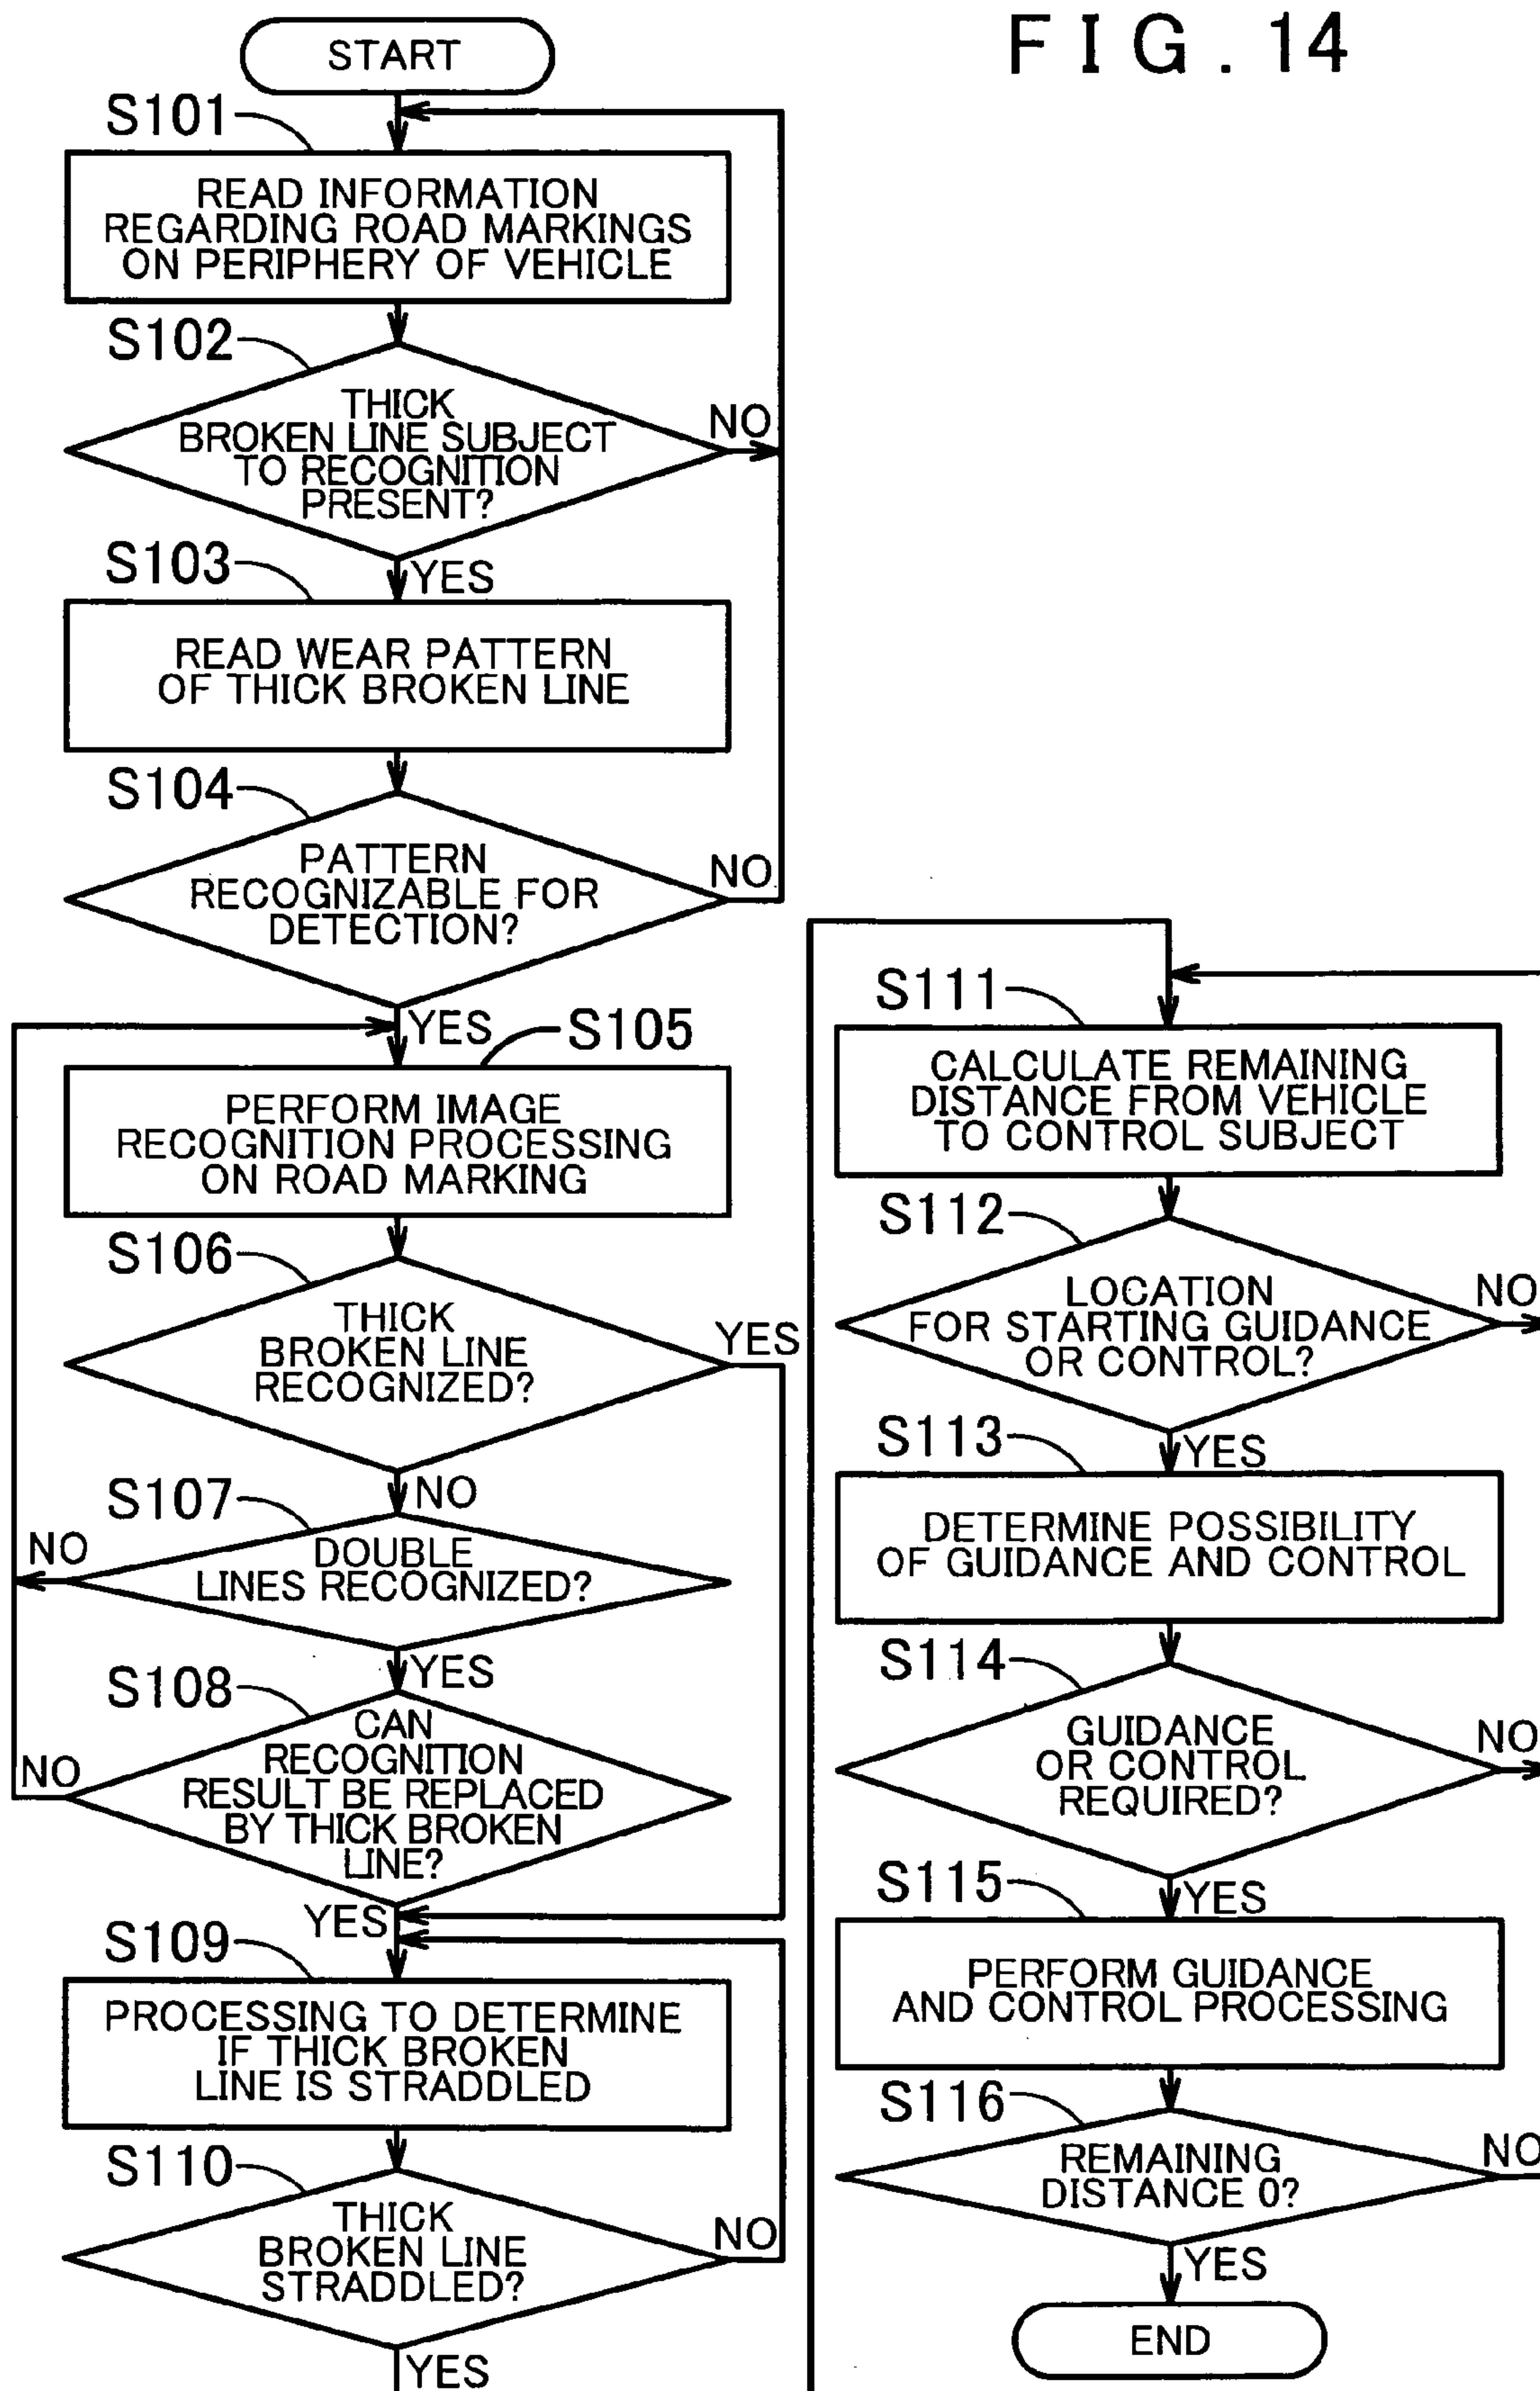 FIG. 14
START
S101
READ INFORMATION
REGARDING ROAD MARKINGS
ON PERIPHERY OF VEHICLE
S102
THICK
BROKEN LINE SUBJECT
TO RECOGNITION
PRESENT?
NO
YES
S103
READ WEAR PATTERN
OF THICK BROKEN LINE
S104
PATTERN
RECOGNIZABLE FOR
DETECTION?
NO
YES
S105
PERFORM IMAGE
RECOGNITION PROCESSING
ON ROAD MARKING
S106
THICK
BROKEN LINE
RECOGNIZED?
YES
NO
S107
DOUBLE
LINES RECOGNIZED?
NO
YES
S108
CAN
RECOGNITION
RESULT BE REPLACED
BY THICK BROKEN
LINE?
NO
YES
S109
PROCESSING TO DETERMINE
IF THICK BROKEN
LINE IS STRADDLED
S110
THICK
BROKEN LINE
STRADDLED?
NO
YES
S111
CALCULATE REMAINING
DISTANCE FROM VEHICLE
TO CONTROL SUBJECT
S112
LOCATION
FOR STARTING GUIDANCE
OR CONTROL?
NO
YES
S113
DETERMINE POSSIBILITY
OF GUIDANCE AND CONTROL
S114
GUIDANCE
OR CONTROL
REQUIRED?
NO
YES
S115
PERFORM GUIDANCE
AND CONTROL PROCESSING
S116
REMAINING
DISTANCE 0?
NO
YES
END